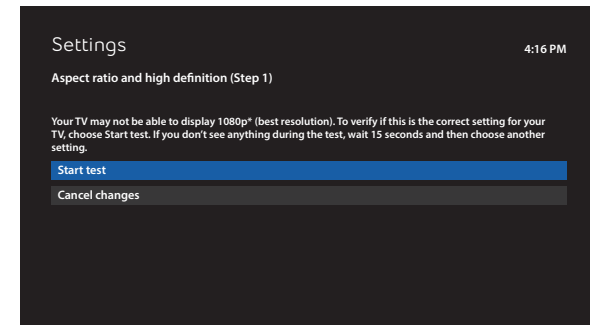 Settings
4:16 PM
Aspect ratio and high definition (Step 1)
Your TV may not be able to display 1080p* (best resolution). To verify if this is the correct setting for your
TV, choose Start test. If you don't see anything during the test, wait 15 seconds and then choose another
setting.
Start test
Cancel changes